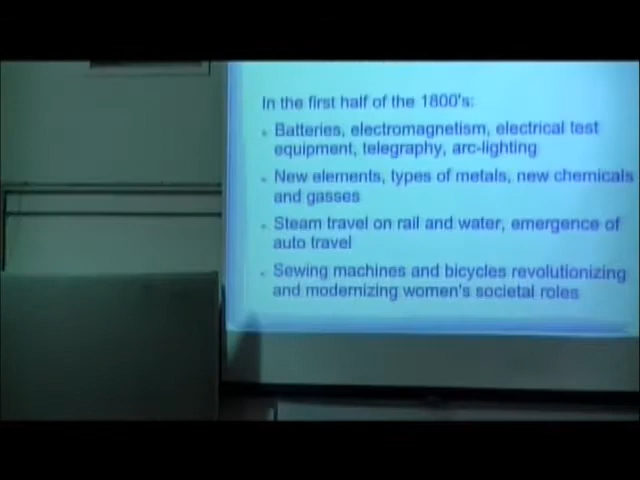 In the first half of the 1800's:
Batteries, electromagnetism, electrical test
equipment, telegraphy, arc-lighting
New elements, types of metals, new chemicals
and gasses
Steam travel on rail and water, emergence of
auto travel
Sewing machines and bicycles revolutionizing
and modernizing women's societal roles